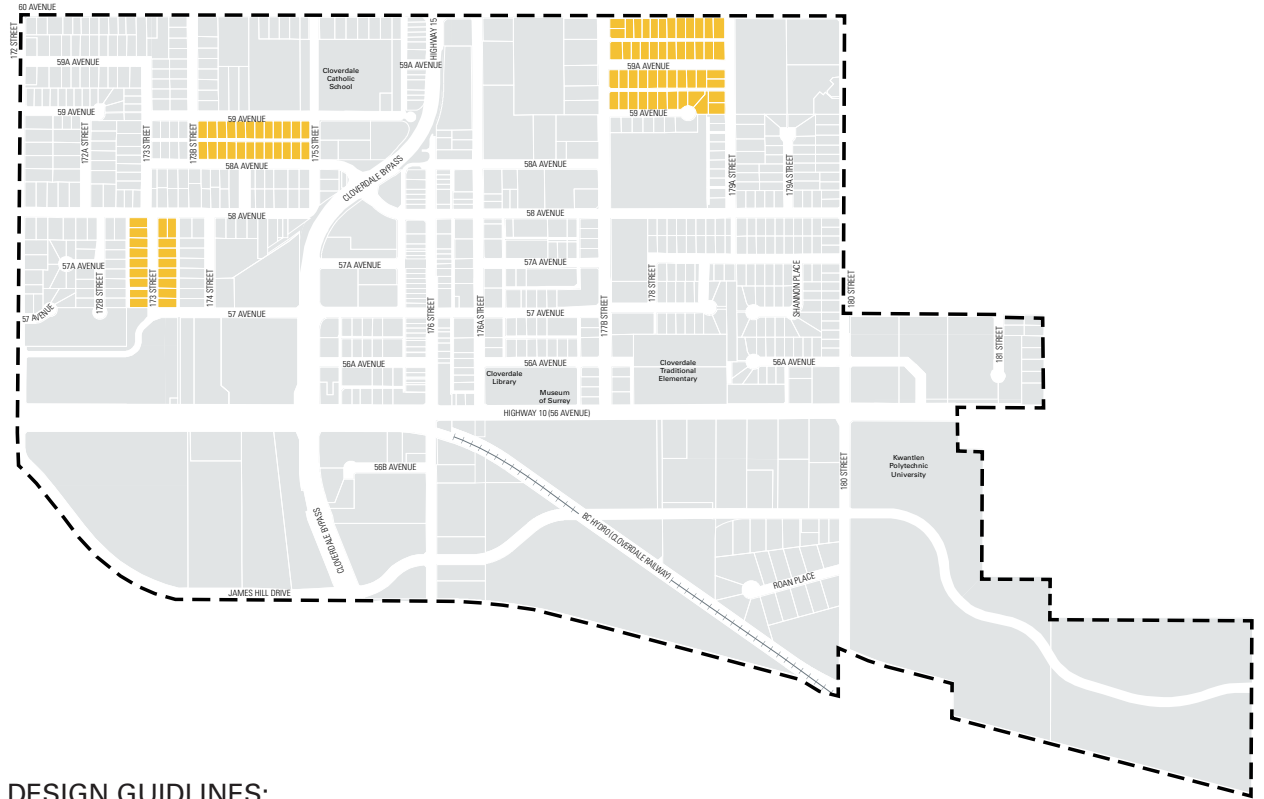 60 AVENUE
172 STREET
HIGHWAY 15
59A AVENUE
59A AVENUE
59A AVENUE
Cloverdale
Catholic
School
59 AVENUE
59 AVENUE
59 AVENUE
172A STREET
173 STREET
173B STREET
175 STREET
58A AVENUE
58A AVENUE
CLOVERDALE BYPASS
179A STREET
179A STREET
58 AVENUE
58 AVENUE
57A AVENUE
57A AVENUE
57A AVENUE
172B STREET
173 STREET
174 STREET
178 STREET
SHANNON PLACE
180 STREET
57 AVENUE
57 AVENUE
57 AVENUE
176 STREET
176A STREET
177B STREET
181 STREET
56A AVENUE
56A AVENUE
56A AVENUE
Cloverdale
Library
Museum
of Surrey
Cloverdale
Traditional
Elementary
HIGHWAY 10 (56 AVENUE)
56B AVENUE
180 STREET
Kwantlen
Polytechnic
University
CLOVERDALE BYPASS
BC HYDRO (CLOVERDALE RAILWAY)
ROAN PLACE
JAMES HILL DRIVE
DESIGN GUIDLINES: